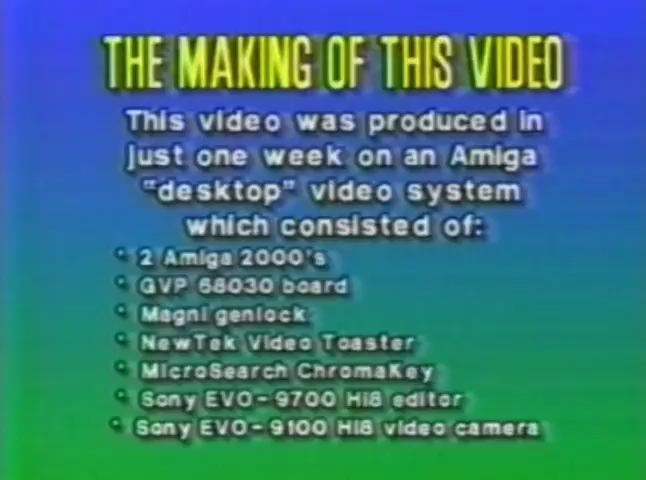 THE MAKING OF THIS VIDEO
This video was produced in
just one week on an Amiga
"desktop" video system
which consisted of:
* 2 Amiga 2000's
* GVP 68030 board
* Magni genlock
* NewTek Video Toaster
* MicroSearch ChromaKey
* Sony EVO-9700 Hi8 editor
* Sony EVO-9100 Hi8 video camera